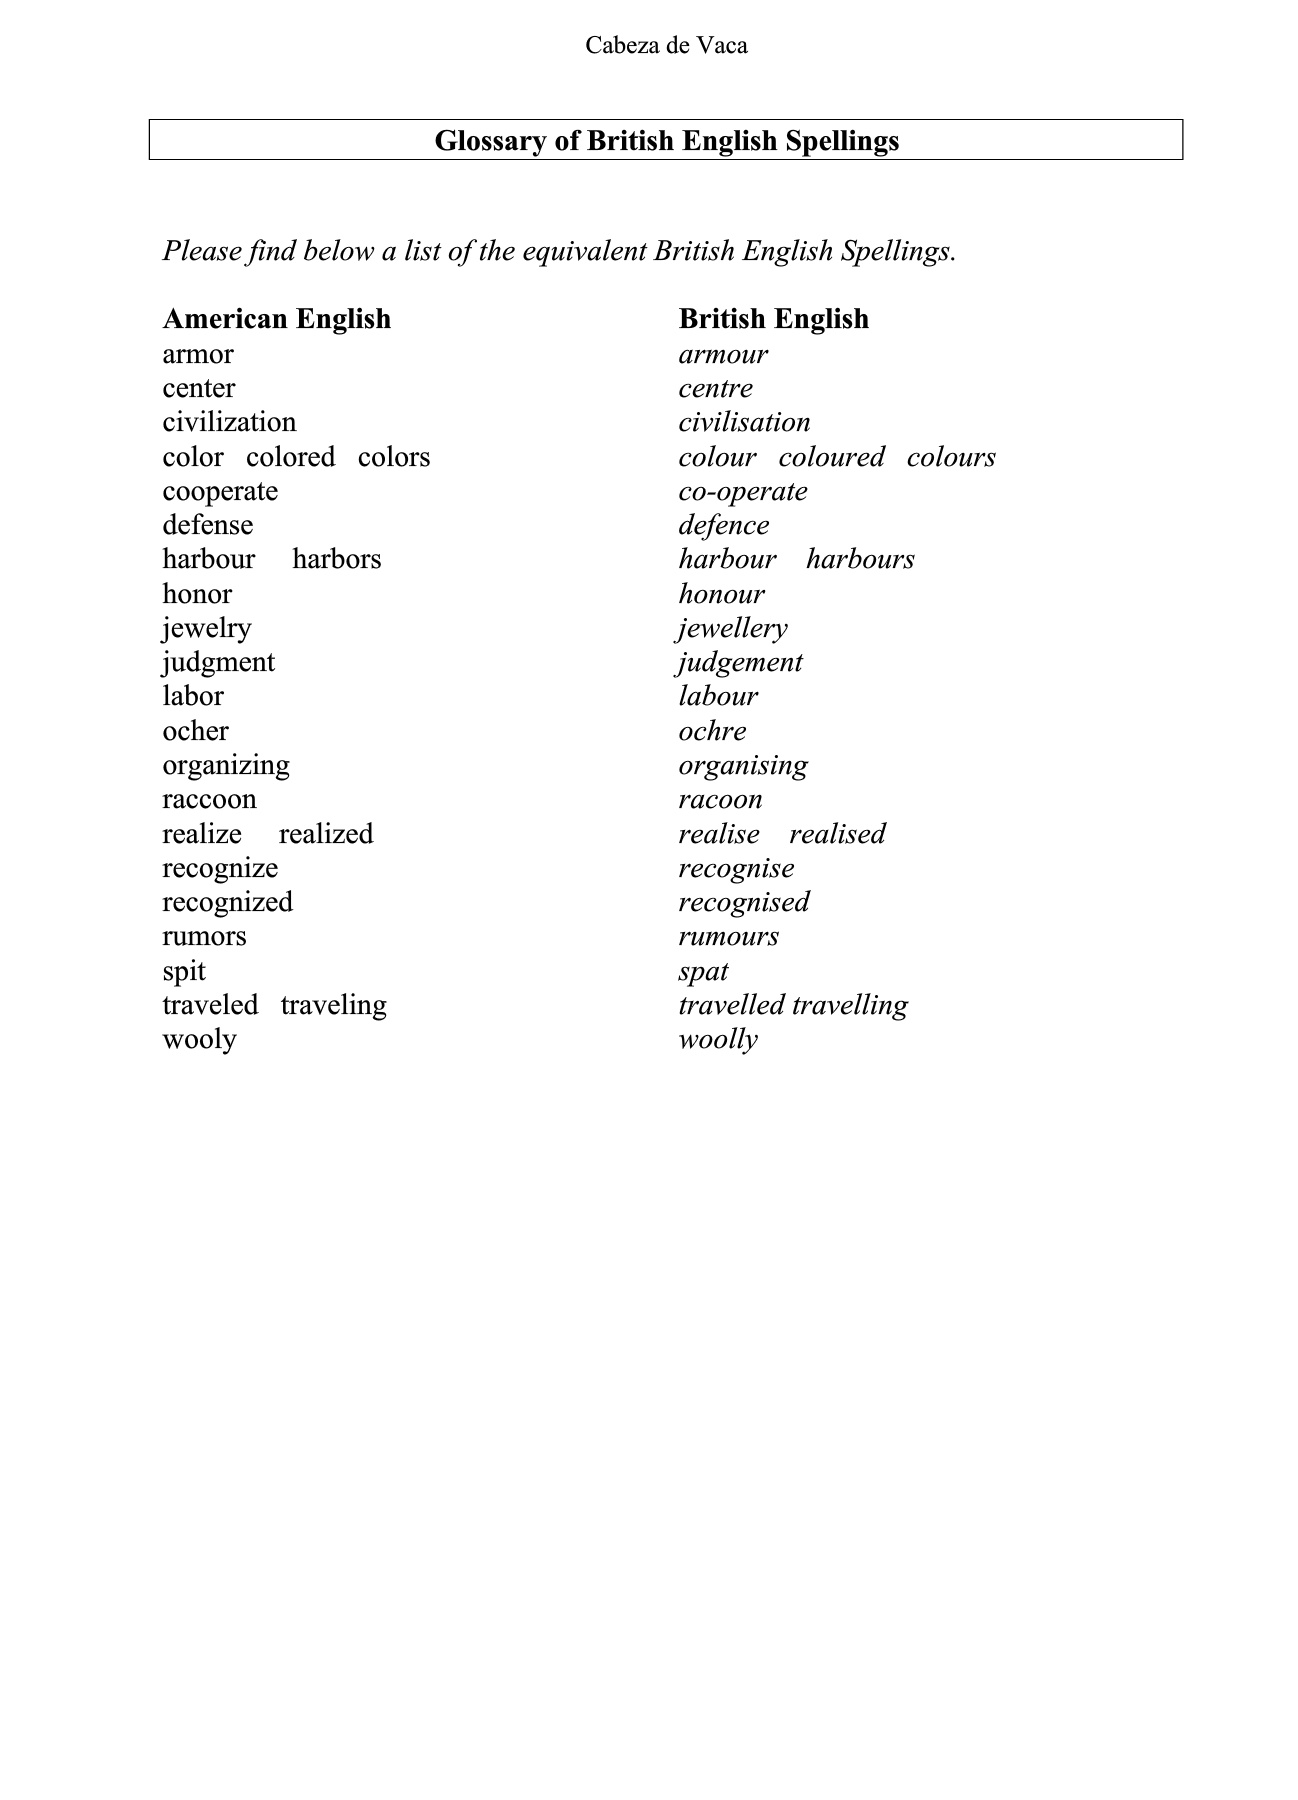 Cabeza de Vaca
Glossary of British English Spellings
Please find below a list of the equivalent British English Spellings.
American English British English
armor armour
center centre
civilization civilisation
color colored colors colour coloured colours
cooperate co-operate
defense defence
harbour harbors harbour harbours
honor honour
jewelry jewellery
judgment judgement
labor labour
ocher ochre
organizing organising
raccoon racoon
realize realized realise realised
recognize recognise
recognized recognised
rumors rumours
spit spat
traveled traveling travelled travelling
wooly woolly